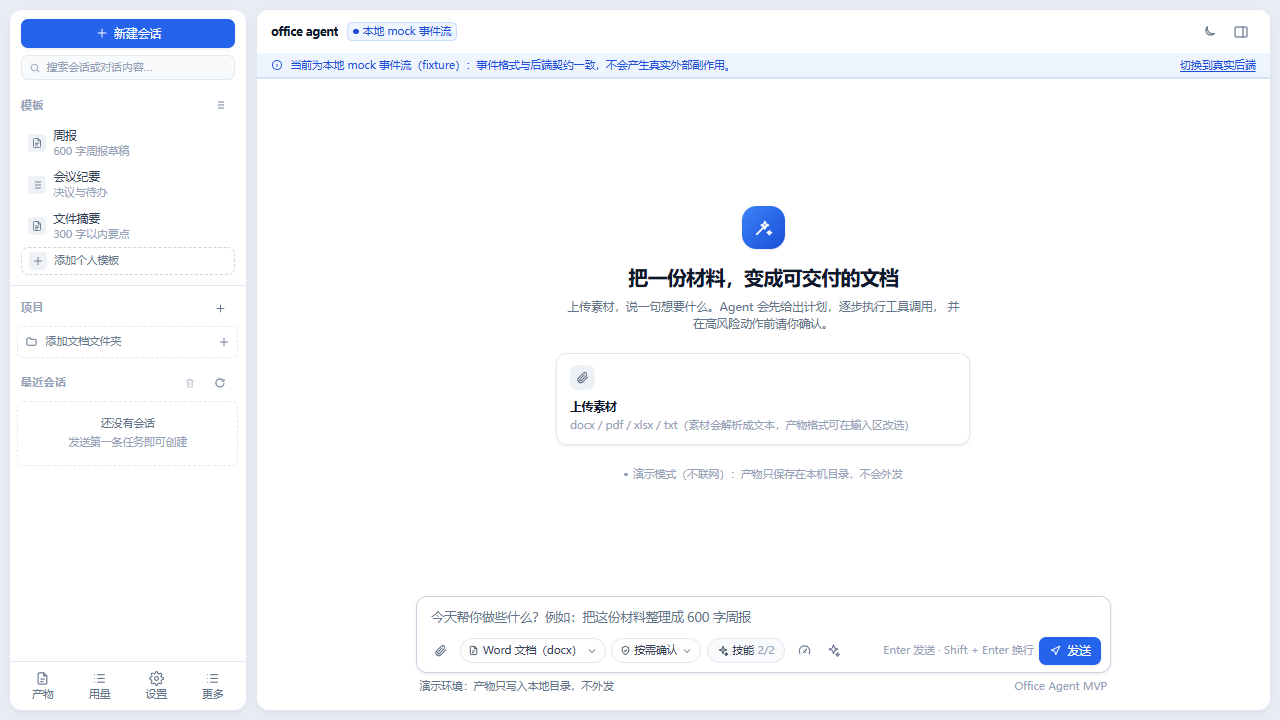 新建会话
搜索会话或对话内容...
模板
周报
600 字周报草稿
会议纪要
决议与待办
文件摘要
300 字以内要点
添加个人模板
顶目
添加文档文件夹
最近会话
还没有会话
发送第一条任务即可创建
产物
用量
设置
更多
office agent
本地 mock 事件流
当前为本地 mock 事件流（fixture）：事件格式与后端契约一致，不会产生真实外部副作用。
切换到真实后端
把一份材料，变成可交付的文档
上传素材，说一句想要什么。Agent 会先给出计划，逐步执行工具调用， 并
在高风险动作前请你确认。
上传素材
docx / pdf / xlsx / txt（素材会解析成文本，产物格式可在输入区改选）
演示模式（不联网）：产物只保存在本机目录，不会外发
今天帮你做些什么？例如：把这份材料整理成 600 字周报
Word 文档（docx）
按需确认
技能 2/2
Enter 发送 · Shift + Enter 换行
发送
演示环境：产物只写入本地目录，不外发
Office Agent MVP